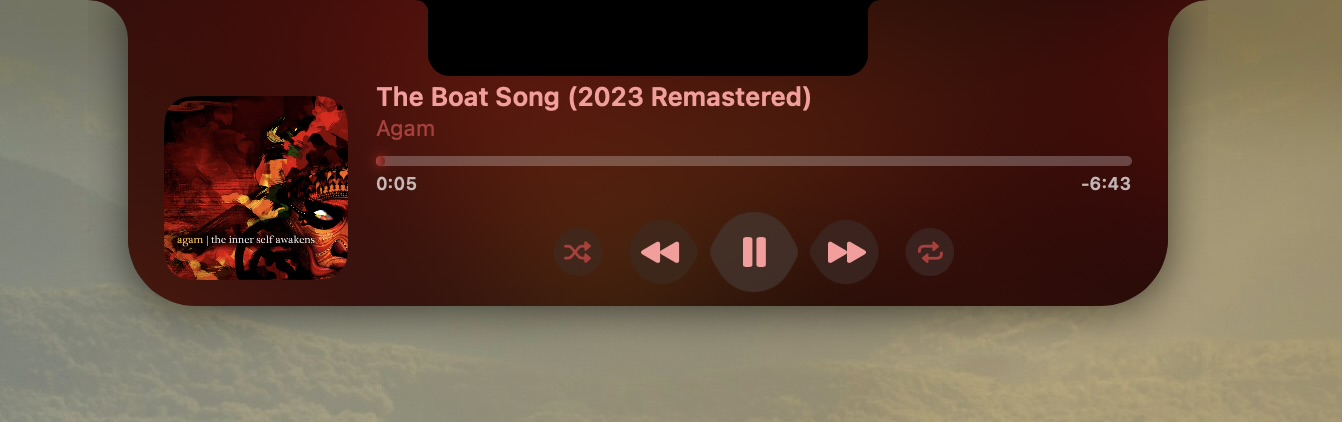 The Boat Song (2023 Remastered)
Agam
0:05
-6:43
agam | the inner self awakens